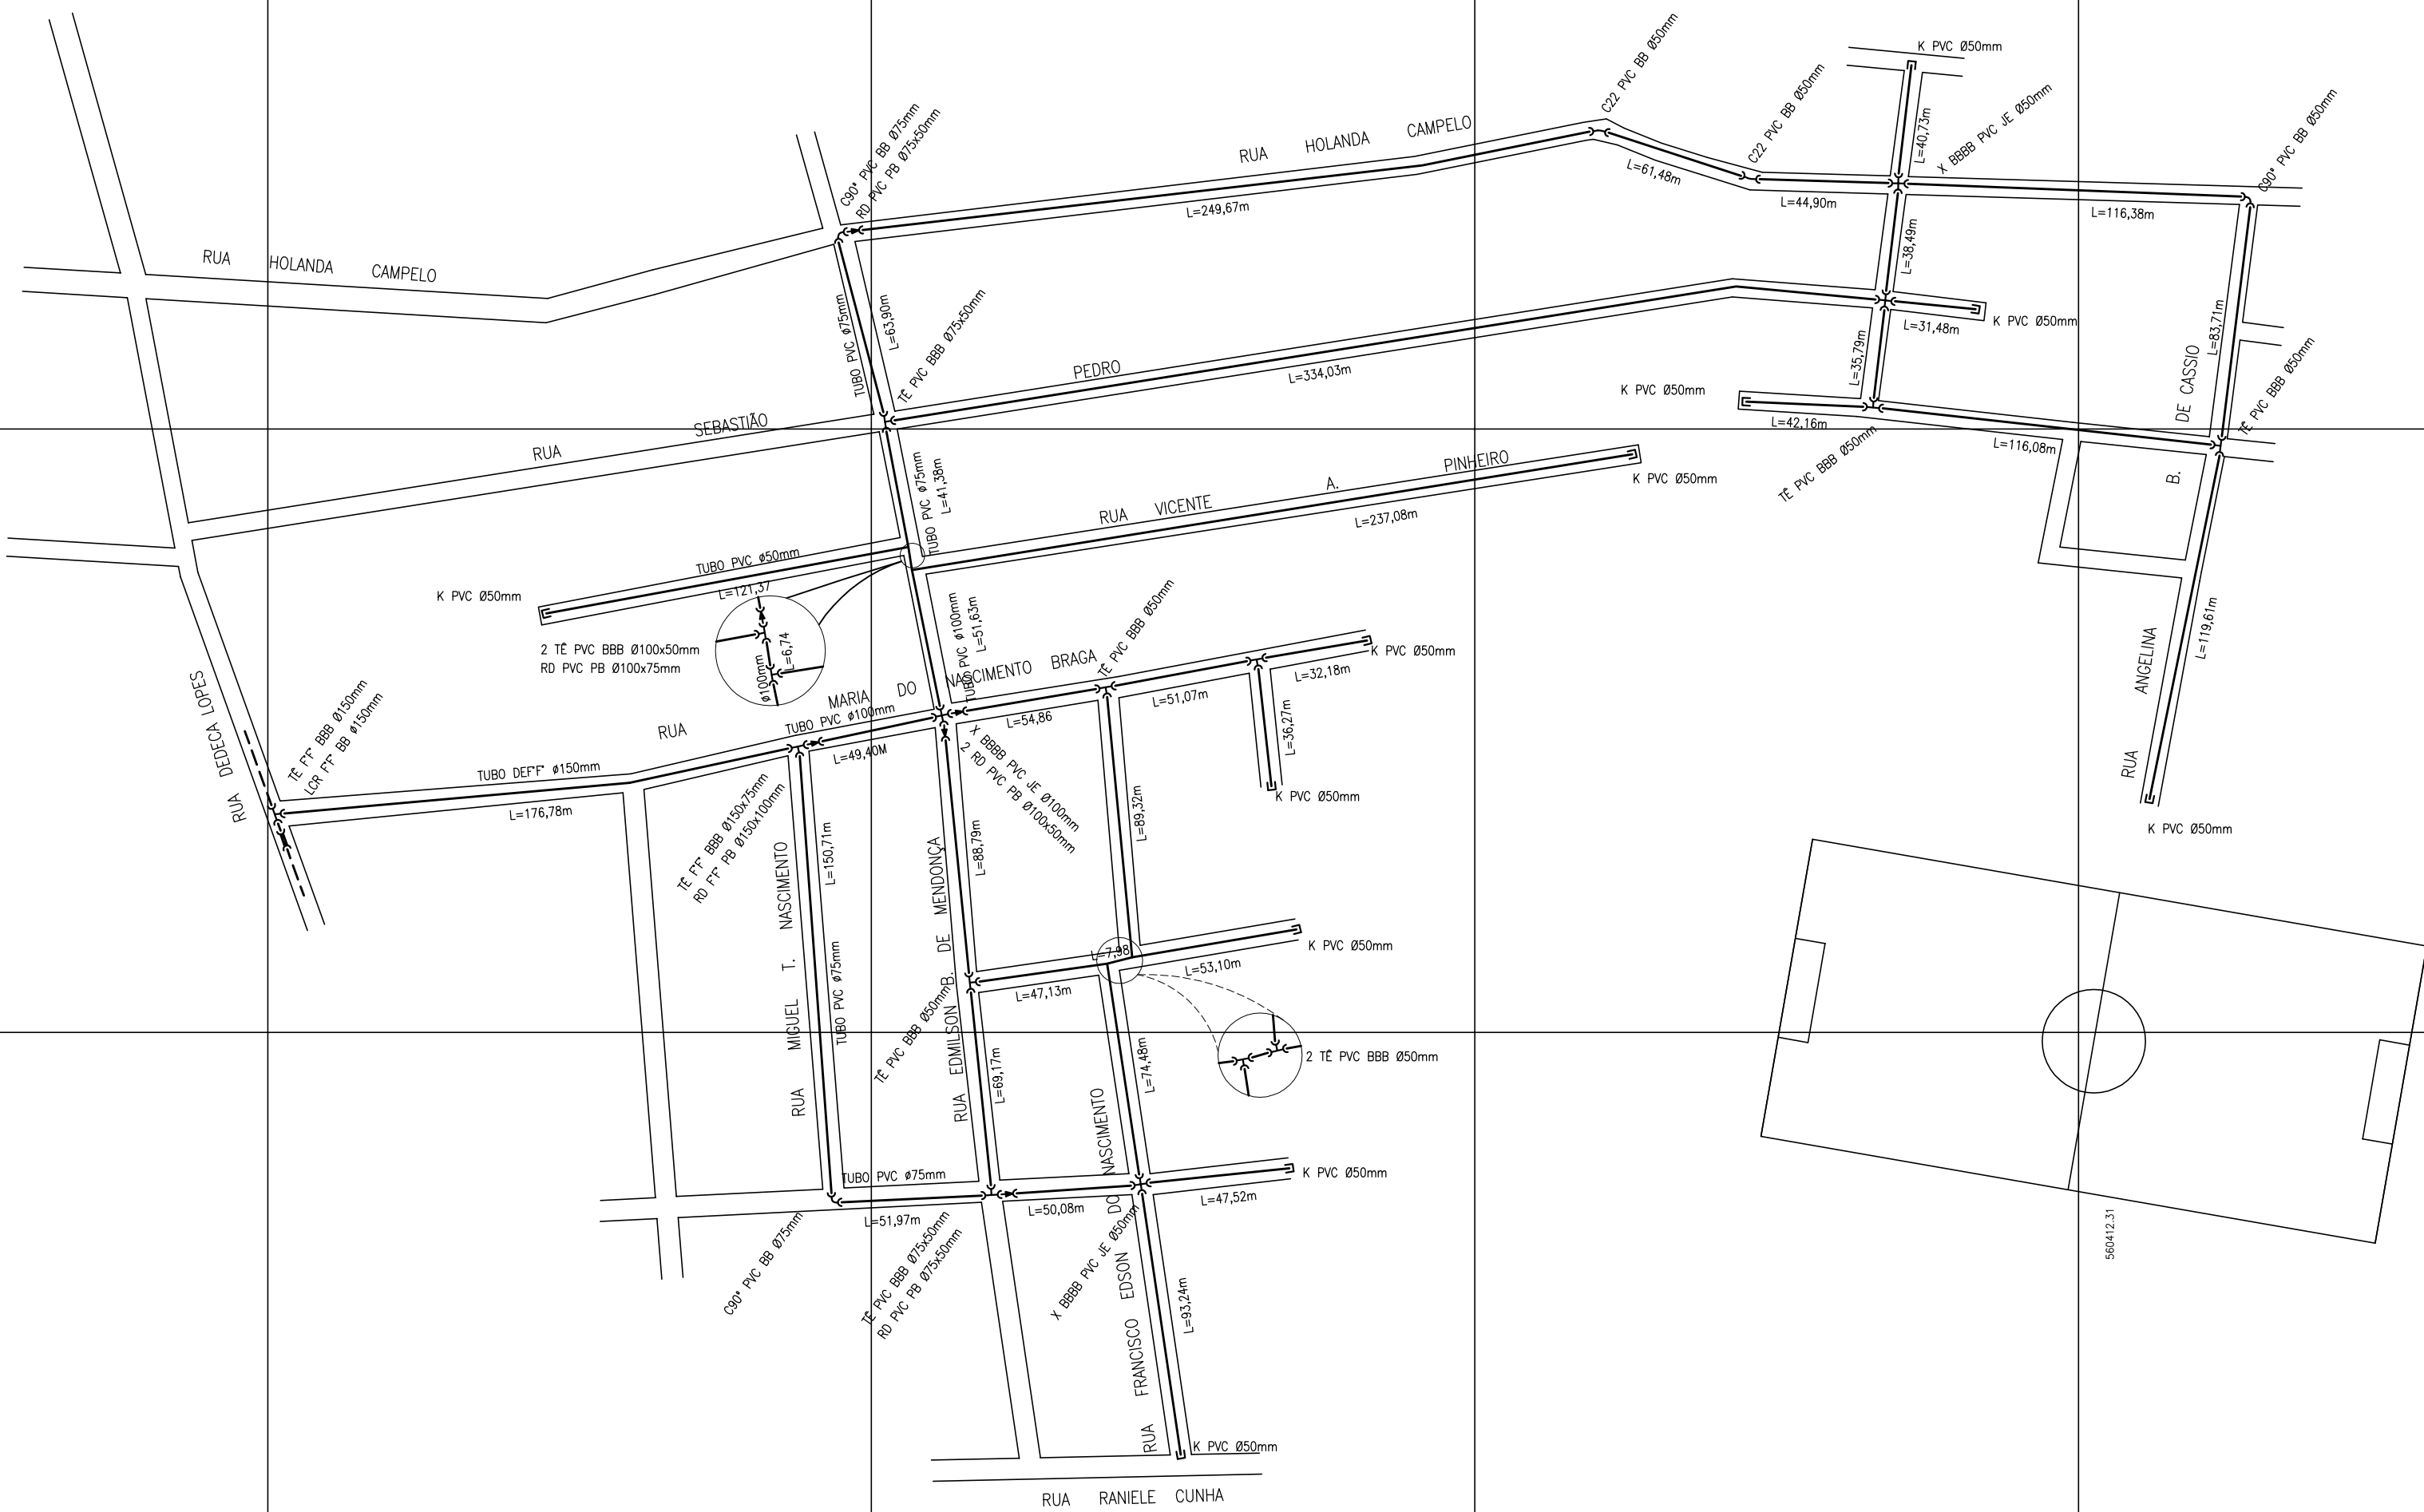 K PVC Ø50mm
C22 PVC BB Ø50mm
C22 PVC BB Ø50mm
X BBBB PVC JE Ø50mm
C90° PVC BB Ø50mm
L=40,73m
C90° PVC BB Ø75mm
RD PVC PB Ø75x50mm
RUA HOLANDA CAMPELO
L=61,48m
L=44,90m
L=116,38m
L=249,67m
L=38,49m
RUA HOLANDA CAMPELO
TUBO PVC ø75mm
L=63,90m
TÊ PVC BBB Ø75x50mm
K PVC Ø50mm
L=31,48m
L=83,71m
L=35,79m
PEDRO
L=334,03m
DE CASSIO
TÊ PVC BBB Ø50mm
K PVC Ø50mm
L=42,16m
L=116,08m
RUA SEBASTIÃO
TÊ PVC BBB Ø50mm
TUBO PVC ø75mm
L=41,38m
RUA VICENTE A. PINHEIRO
L=237,08m
K PVC Ø50mm
B.
TUBO PVC ø50mm
L=121,37
K PVC Ø50mm
2 TÊ PVC BBB Ø100x50mm
RD PVC PB Ø100x75mm
ø100mm
L=6,74
TUBO PVC ø100mm
L=51,63m
TÊ PVC BBB Ø50mm
K PVC Ø50mm
L=32,18m
L=51,07m
L=54,86
L=119,61m
ANGELINA
RUA
K PVC Ø50mm
RUA MARIA DO NASCIMENTO BRAGA
TUBO PVC ø100mm
L=49,40M
RUA DEDECA LOPES
TÊ F°F° BBB Ø150mm
LCR F°F° BB ø150mm
TUBO DEF°F° ø150mm
L=176,78m
TÊ F°F° BBB Ø150x75mm
RD F°F° PB Ø150x100mm
X BBBB PVC JE Ø100mm
2 RD PVC PB Ø100x50mm
L=36,27m
K PVC Ø50mm
L=89,32m
L=88,79m
L=150,71m
RUA MIGUEL T. NASCIMENTO
TUBO PVC ø75mm
RUA EDMILSON B. DE MENDONÇA
L=7,98
L=53,10m
K PVC Ø50mm
L=47,13m
TÊ PVC BBB Ø50mm
L=69,17m
L=74,48m
2 TÊ PVC BBB Ø50mm
TUBO PVC ø75mm
L=51,97m
L=50,08m
L=47,52m
K PVC Ø50mm
C90° PVC BB Ø75mm
TÊ PVC BBB Ø75x50mm
RD PVC PB Ø75x50mm
X BBBB PVC JE Ø50mm
RUA FRANCISCO EDSON DO NASCIMENTO
L=93,24m
K PVC Ø50mm
560412.31
RUA RANIELE CUNHA